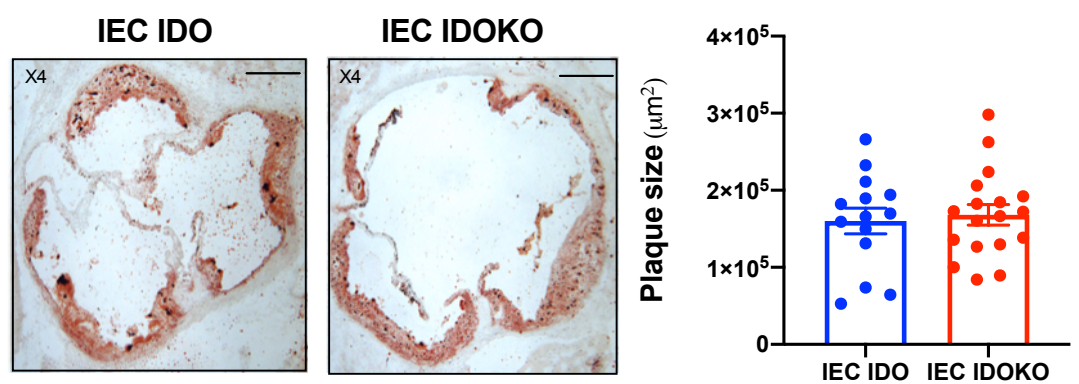 IEC IDO
IEC IDOKO
X4
X4
Plaque size (μm²)
4×10⁵
3×10⁵
2×10⁵
1×10⁵
0
IEC IDO
IEC IDOKO